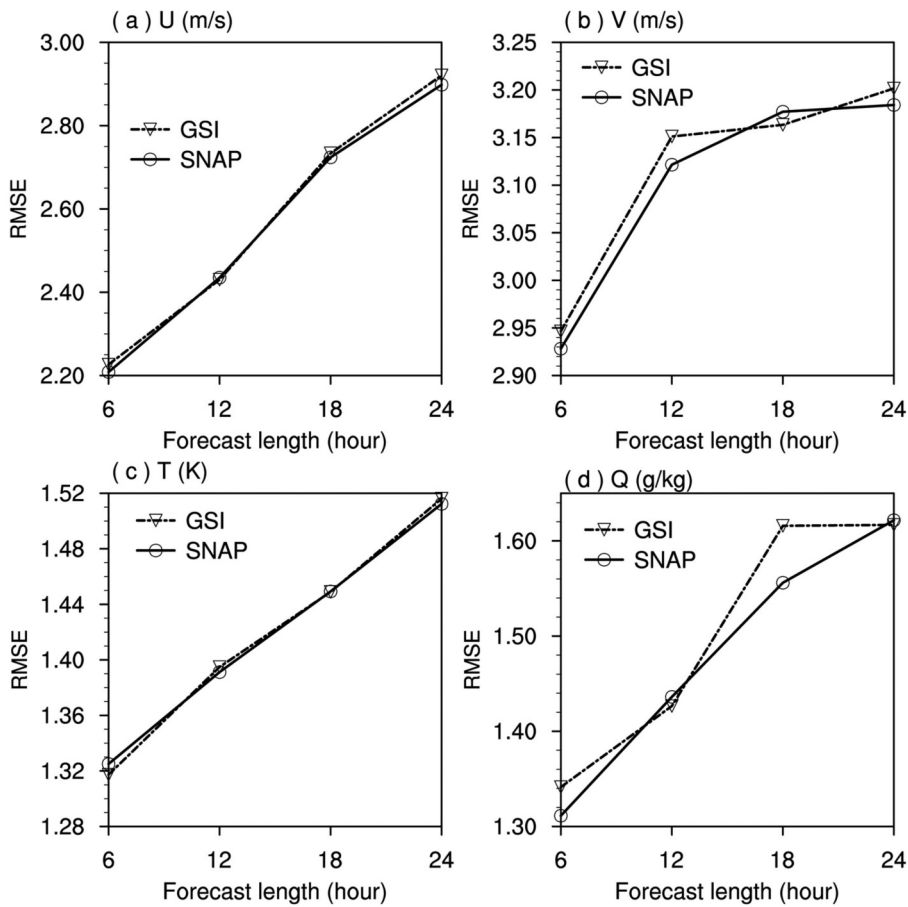 ( a ) U (m/s)
3.00
2.80
2.60
2.40
2.20
RMSE
GSI
SNAP
6 12 18 24
Forecast length (hour)
( b ) V (m/s)
3.25
3.20
3.15
3.10
3.05
3.00
2.95
2.90
RMSE
GSI
SNAP
6 12 18 24
Forecast length (hour)
( c ) T (K)
1.52
1.48
1.44
1.40
1.36
1.32
1.28
RMSE
GSI
SNAP
6 12 18 24
Forecast length (hour)
( d ) Q (g/kg)
1.60
1.50
1.40
1.30
RMSE
GSI
SNAP
6 12 18 24
Forecast length (hour)